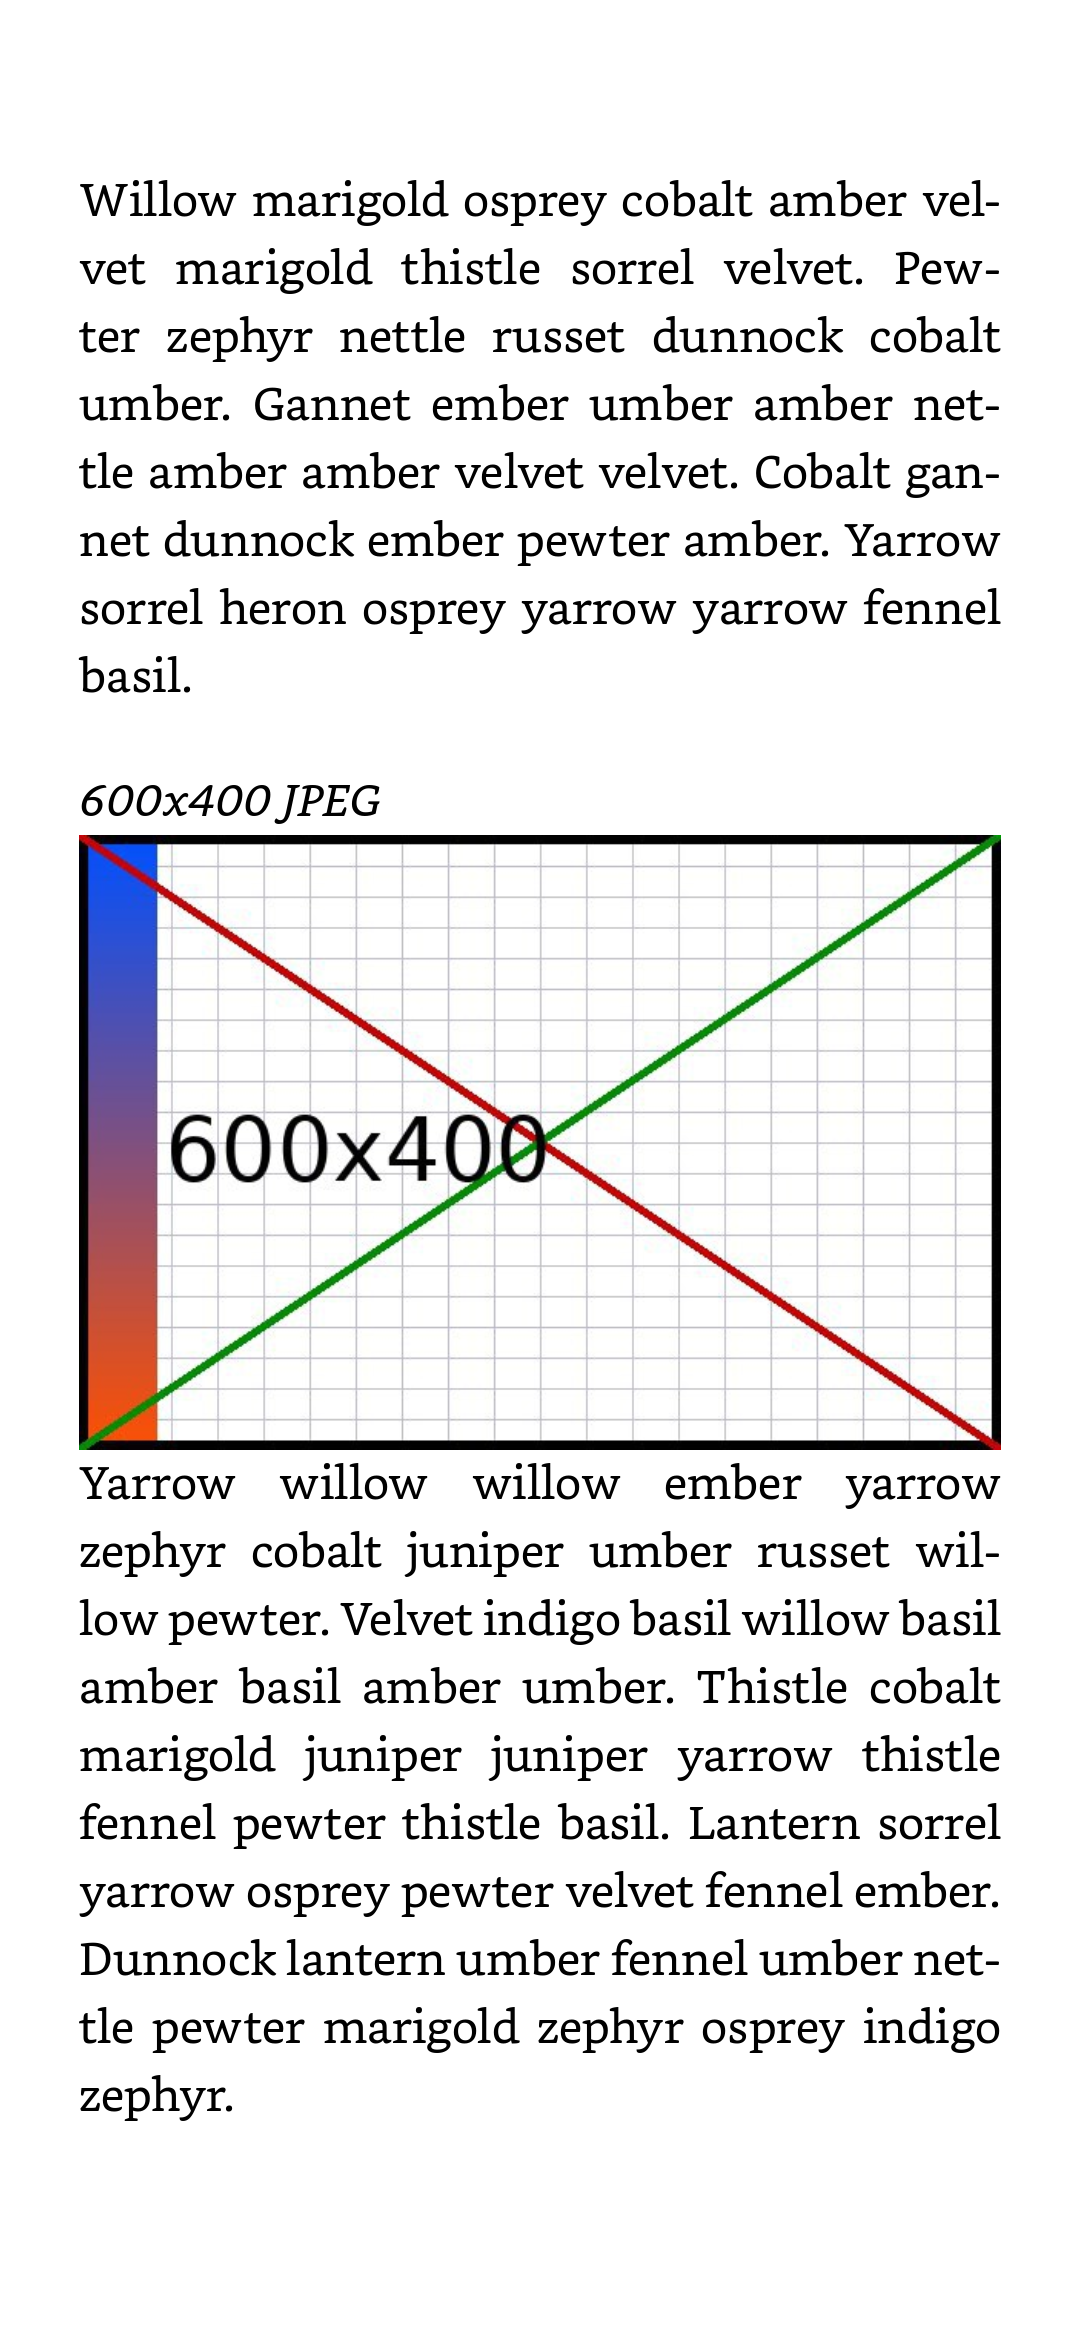 Willow marigold osprey cobalt amber vel-
vet marigold thistle sorrel velvet. Pew-
ter zephyr nettle russet dunnock cobalt
umber. Gannet ember umber amber net-
tle amber amber velvet velvet. Cobalt gan-
net dunnock ember pewter amber. Yarrow
sorrel heron osprey yarrow yarrow fennel
basil.
600x400 JPEG
600x400
Yarrow willow willow ember yarrow
zephyr cobalt juniper umber russet wil-
low pewter. Velvet indigo basil willow basil
amber basil amber umber. Thistle cobalt
marigold juniper juniper yarrow thistle
fennel pewter thistle basil. Lantern sorrel
yarrow osprey pewter velvet fennel ember.
Dunnock lantern umber fennel umber net-
tle pewter marigold zephyr osprey indigo
zephyr.